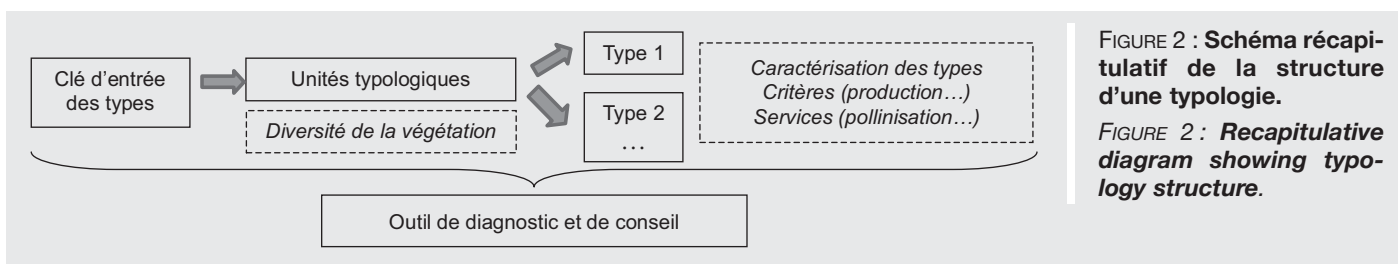 Clé d'entrée
des types
Unités typologiques
Diversité de la végétation
Type 1
Type 2
…
Caractérisation des types
Critères (production…)
Services (pollinisation…)
Outil de diagnostic et de conseil
FIGURE 2 : Schéma récapi-
tulatif de la structure
d'une typologie.
FIGURE 2 : Recapitulative
diagram showing typo-
logy structure.